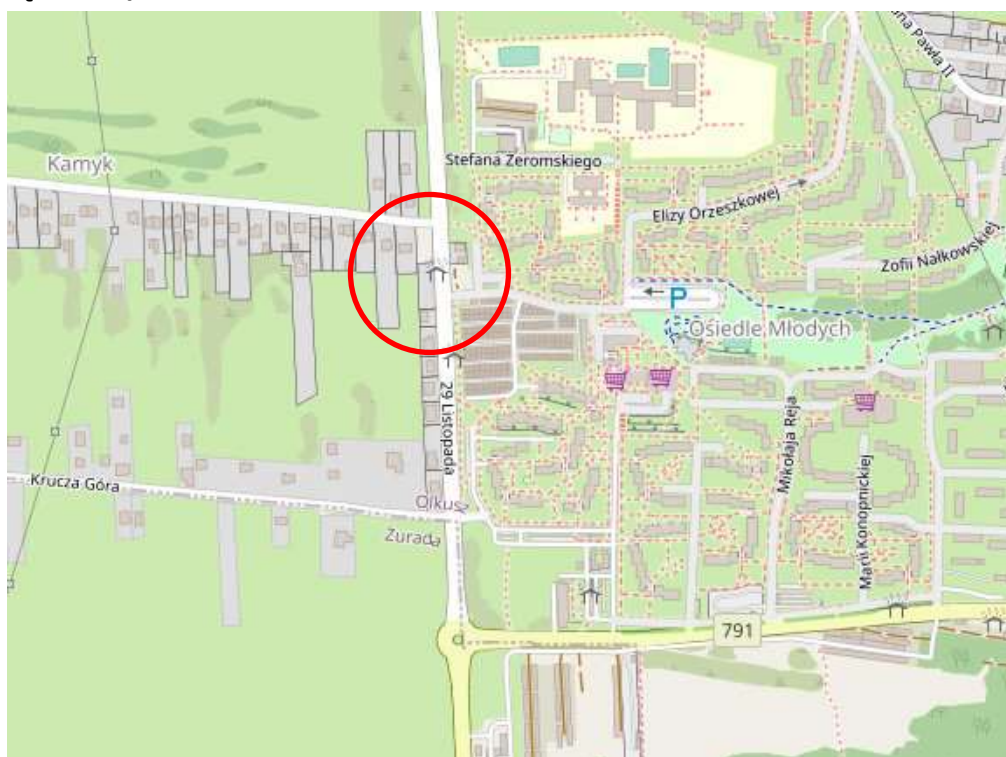 Jana Pawła II
Kamyk
Stefana Żeromskiego
Elizy Orzeszkowej
Zofii Nałkowskiej
P
Osiedle Młodych
29 Listopada
Mikołaja Reja
Marii Konopnickiej
Krucza Góra
Olkusz
Żurada
791